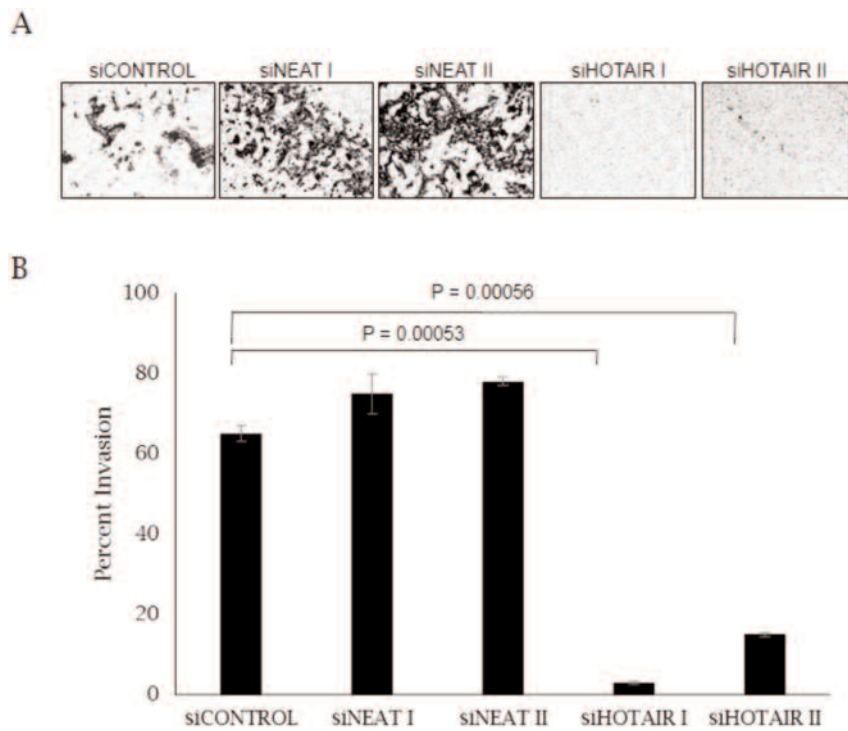 A
siCONTROL siNEAT I siNEAT II siHOTAIR I siHOTAIR II
B
100
P = 0.00056
P = 0.00053
80
60
40
20
0
Percent Invasion
siCONTROL siNEAT I siNEAT II siHOTAIR I siHOTAIR II